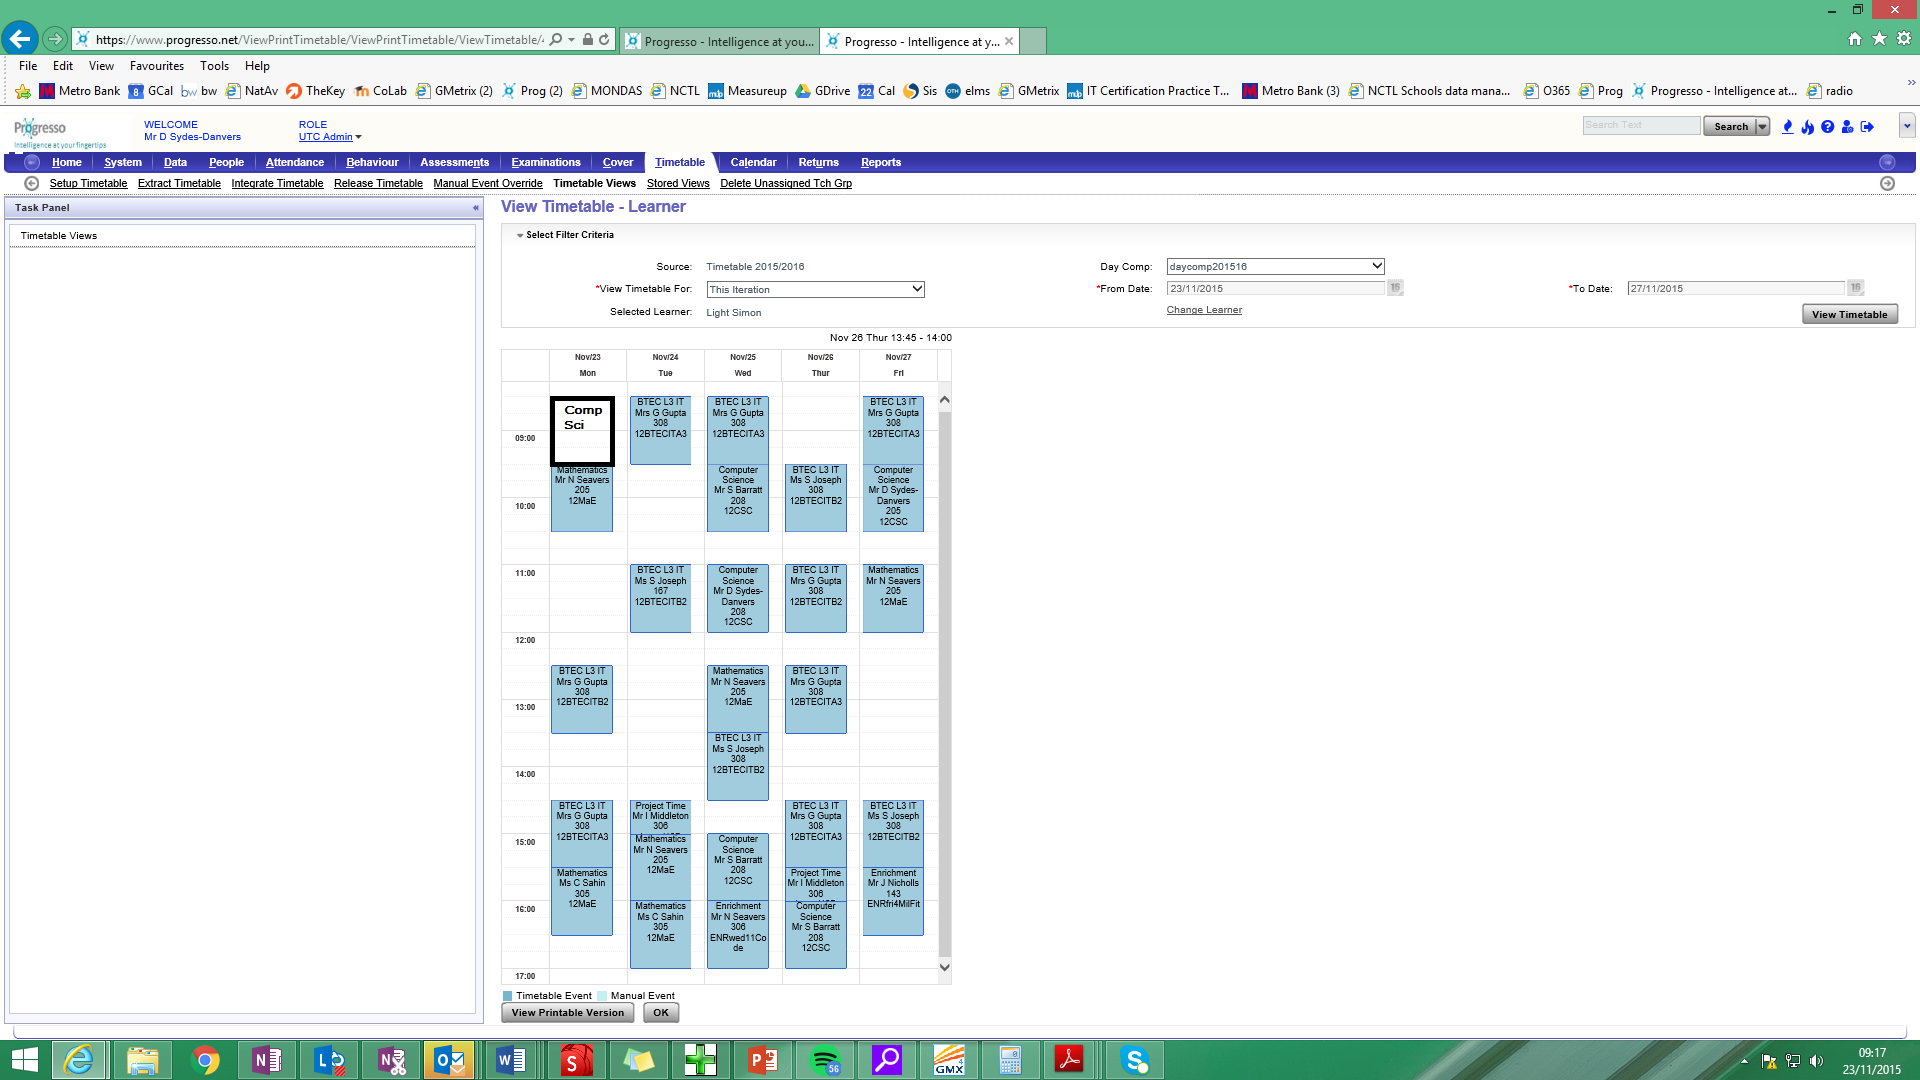 https://www.progresso.net/ViewPrintTimetable/ViewPrintTimetable/ViewTimetable/
Progresso - Intelligence at you...
Progresso - Intelligence at y...
File Edit View Favourites Tools Help
Metro Bank GCal bw NatAv TheKey CoLab GMetrix (2) Prog (2) MONDAS NCTL Measureup GDrive Cal Sis elms GMetrix IT Certification Practice T... Metro Bank (3) NCTL Schools data mana... O365 Prog Progresso - Intelligence at... radio
Progresso
Intelligence at your fingertips
WELCOME
Mr D Sydes-Danvers
ROLE
UTC Admin
Search Text
Search
Home System Data People Attendance Behaviour Assessments Examinations Cover Timetable Calendar Returns Reports
Setup Timetable Extract Timetable Integrate Timetable Release Timetable Manual Event Override Timetable Views Stored Views Delete Unassigned Tch Grp
Task Panel
Timetable Views
View Timetable - Learner
Select Filter Criteria
Source: Timetable 2015/2016
Day Comp: daycomp201516
*View Timetable For: This Iteration
*From Date: 23/11/2015
*To Date: 27/11/2015
Selected Learner: Light Simon
Change Learner
View Timetable
Nov 26 Thur 13:45 - 14:00
Nov/23 Nov/24 Nov/25 Nov/26 Nov/27
Mon Tue Wed Thur Fri
09:00
10:00
11:00
12:00
13:00
14:00
15:00
16:00
17:00
Comp
Sci
Mathematics
Mr N Seavers
205
12MaE
BTEC L3 IT
Mrs G Gupta
308
12BTECITB2
BTEC L3 IT
Mrs G Gupta
308
12BTECITA3
Mathematics
Ms C Sahin
305
12MaE
BTEC L3 IT
Mrs G Gupta
308
12BTECITA3
BTEC L3 IT
Ms S Joseph
167
12BTECITB2
Project Time
Mr I Middleton
306
Mathematics
Mr N Seavers
205
12MaE
Mathematics
Ms C Sahin
305
12MaE
BTEC L3 IT
Mrs G Gupta
308
12BTECITA3
Computer
Science
Mr S Barratt
208
12CSC
Computer
Science
Mr D Sydes-
Danvers
208
12CSC
Mathematics
Mr N Seavers
205
12MaE
BTEC L3 IT
Ms S Joseph
308
12BTECITB2
Computer
Science
Mr S Barratt
208
12CSC
Enrichment
Mr N Seavers
306
ENRwed11Co
de
BTEC L3 IT
Ms S Joseph
308
12BTECITB2
BTEC L3 IT
Mrs G Gupta
308
12BTECITB2
BTEC L3 IT
Mrs G Gupta
308
12BTECITA3
BTEC L3 IT
Mrs G Gupta
308
12BTECITA3
Project Time
Mr I Middleton
306
Computer
Science
Mr S Barratt
208
12CSC
BTEC L3 IT
Mrs G Gupta
308
12BTECITA3
Computer
Science
Mr D Sydes-
Danvers
205
12CSC
Mathematics
Mr N Seavers
205
12MaE
BTEC L3 IT
Ms S Joseph
308
12BTECITB2
Enrichment
Mr J Nicholls
143
ENRfri4MilFit
Timetable Event Manual Event
View Printable Version OK
56
GMX
09:17
23/11/2015